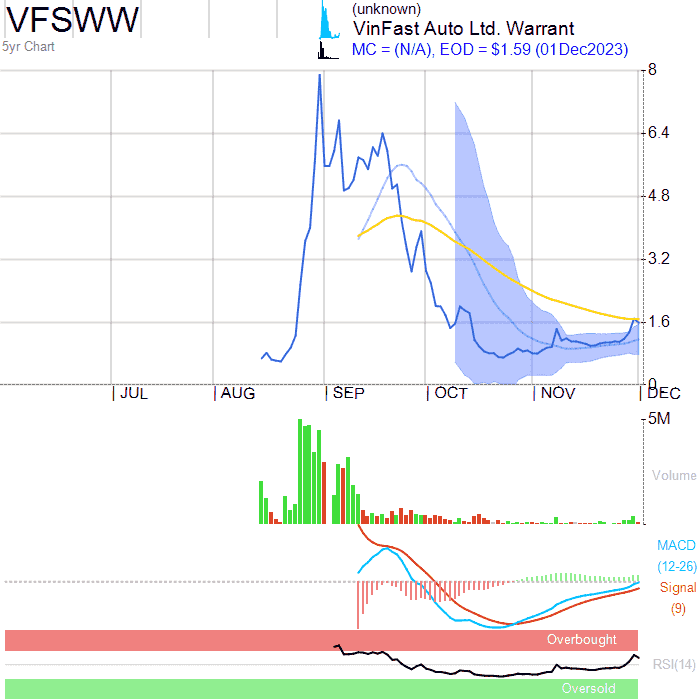 VFSWW
(unknown)
VinFast Auto Ltd. Warrant
5yr Chart
MC = (N/A), EOD = $1.59 (01Dec2023)
8
6.4
4.8
3.2
1.6
0
JUL
AUG
SEP
OCT
NOV
DEC
5M
Volume
MACD
(12-26)
Signal
(9)
Overbought
RSI(14)
Oversold